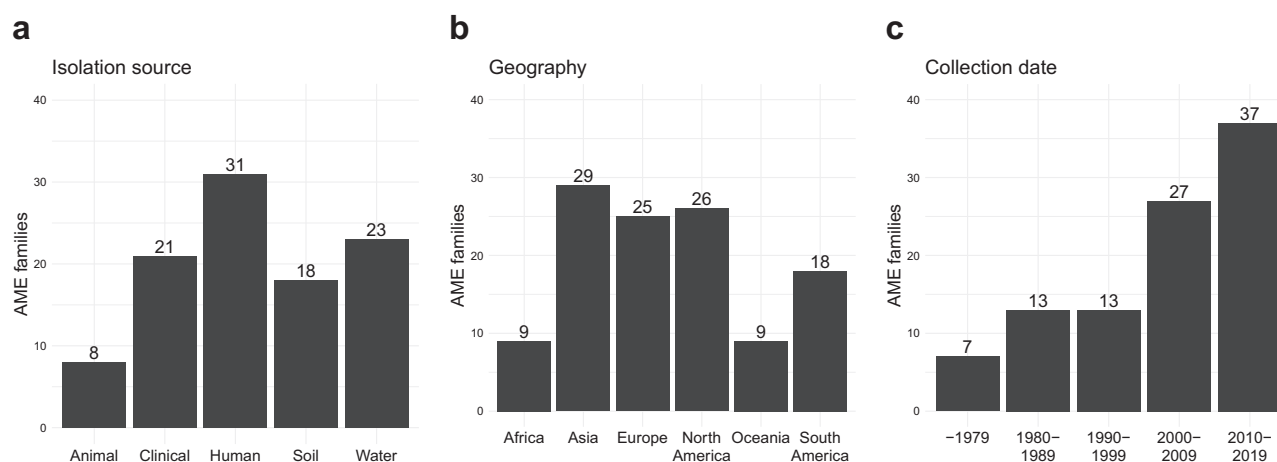 a
Isolation source
AME families
40
30
20
10
0
8
21
31
18
23
Animal Clinical Human Soil Water
b
Geography
AME families
40
30
20
10
0
9
29
25
26
9
18
Africa Asia Europe North Oceania South
America America
c
Collection date
AME families
40
30
20
10
0
7
13
13
27
37
−1979 1980− 1990− 2000− 2010−
1989 1999 2009 2019